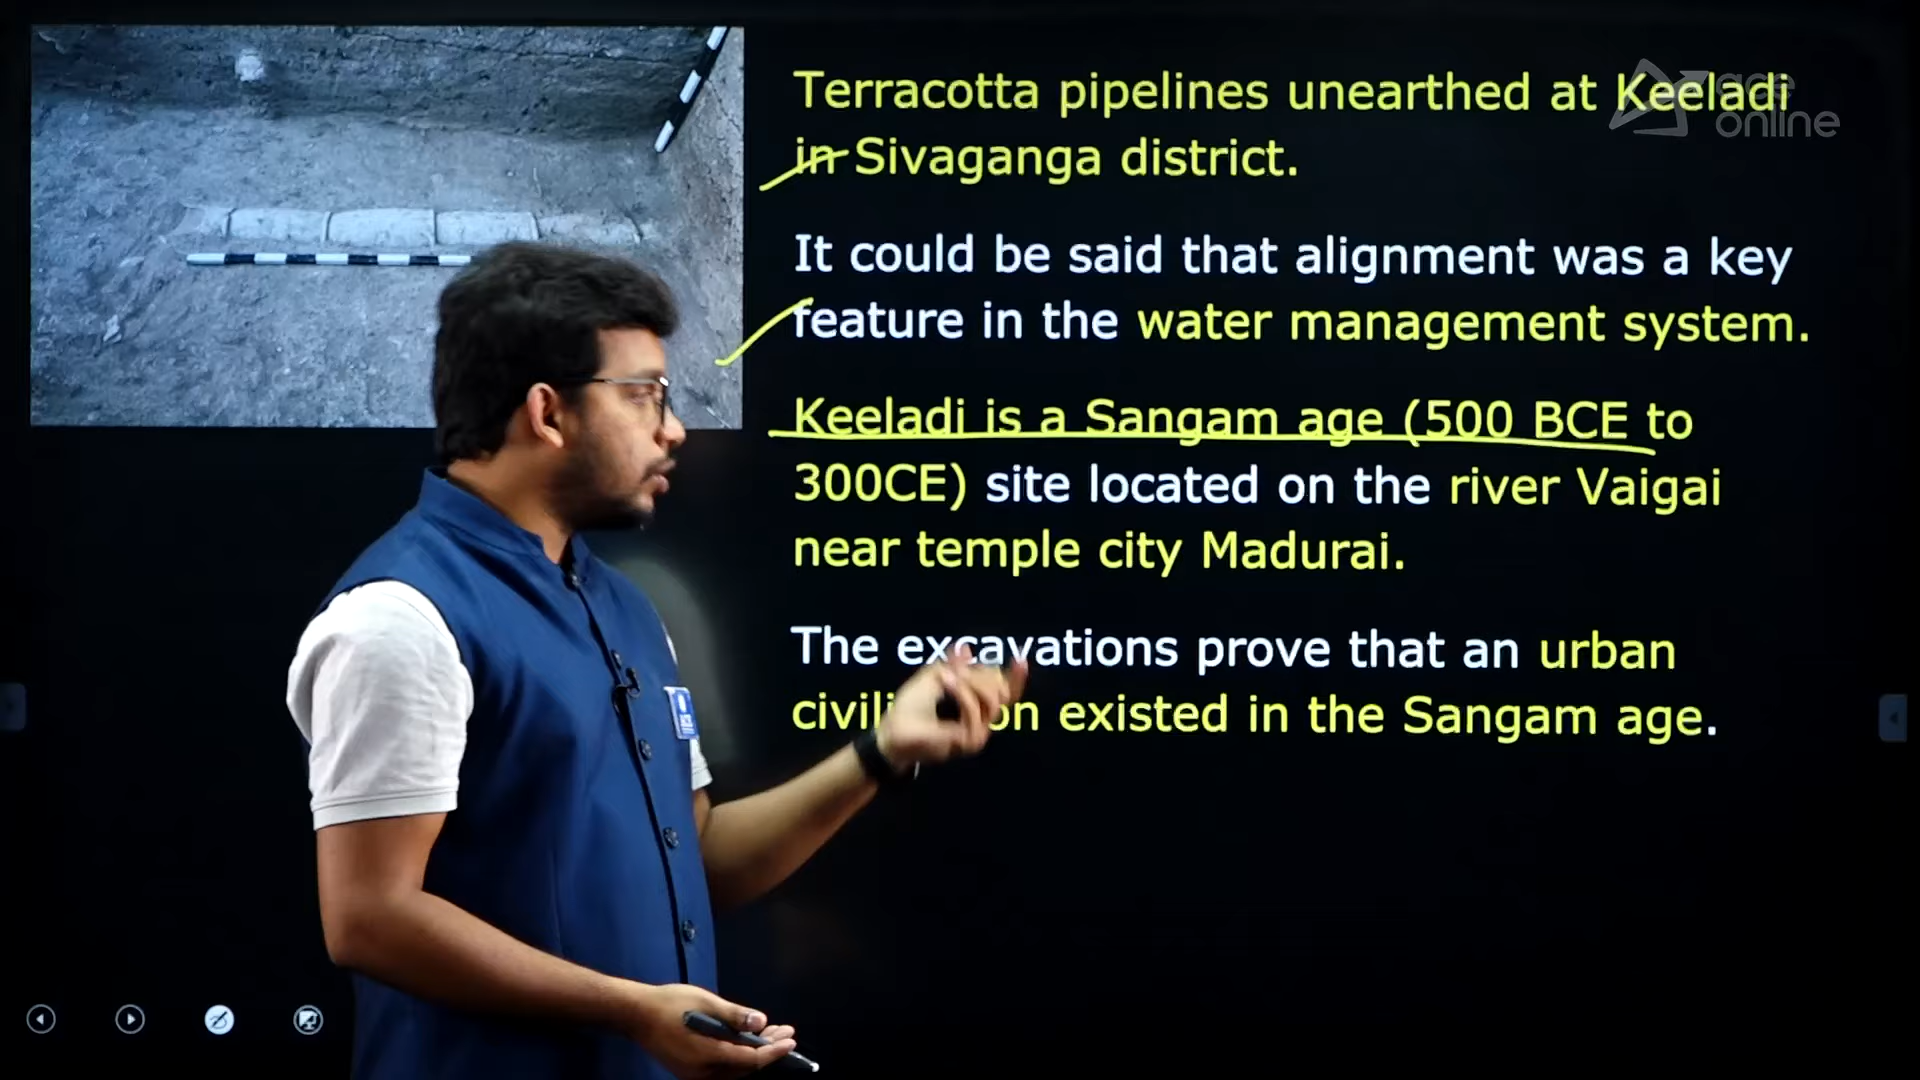 Terracotta pipelines unearthed at Keeladi
in Sivaganga district.
It could be said that alignment was a key
feature in the water management system.
Keeladi is a Sangam age (500 BCE to
300CE) site located on the river Vaigai
near temple city Madurai.
The excavations prove that an urban
existed in the Sangam age.
ace
online